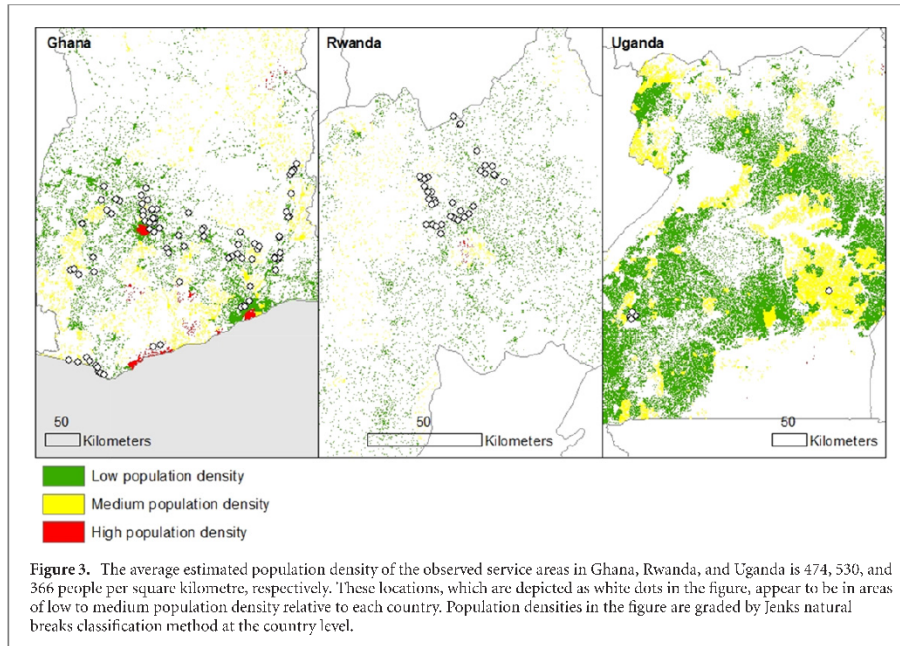 Ghana
Rwanda
Uganda
50
Kilometers
50
Kilometers
50
Kilometers
Low population density
Medium population density
High population density
Figure 3. The average estimated population density of the observed service areas in Ghana, Rwanda, and Uganda is 474, 530, and
366 people per square kilometre, respectively. These locations, which are depicted as white dots in the figure, appear to be in areas
of low to medium population density relative to each country. Population densities in the figure are graded by Jenks natural
breaks classification method at the country level.